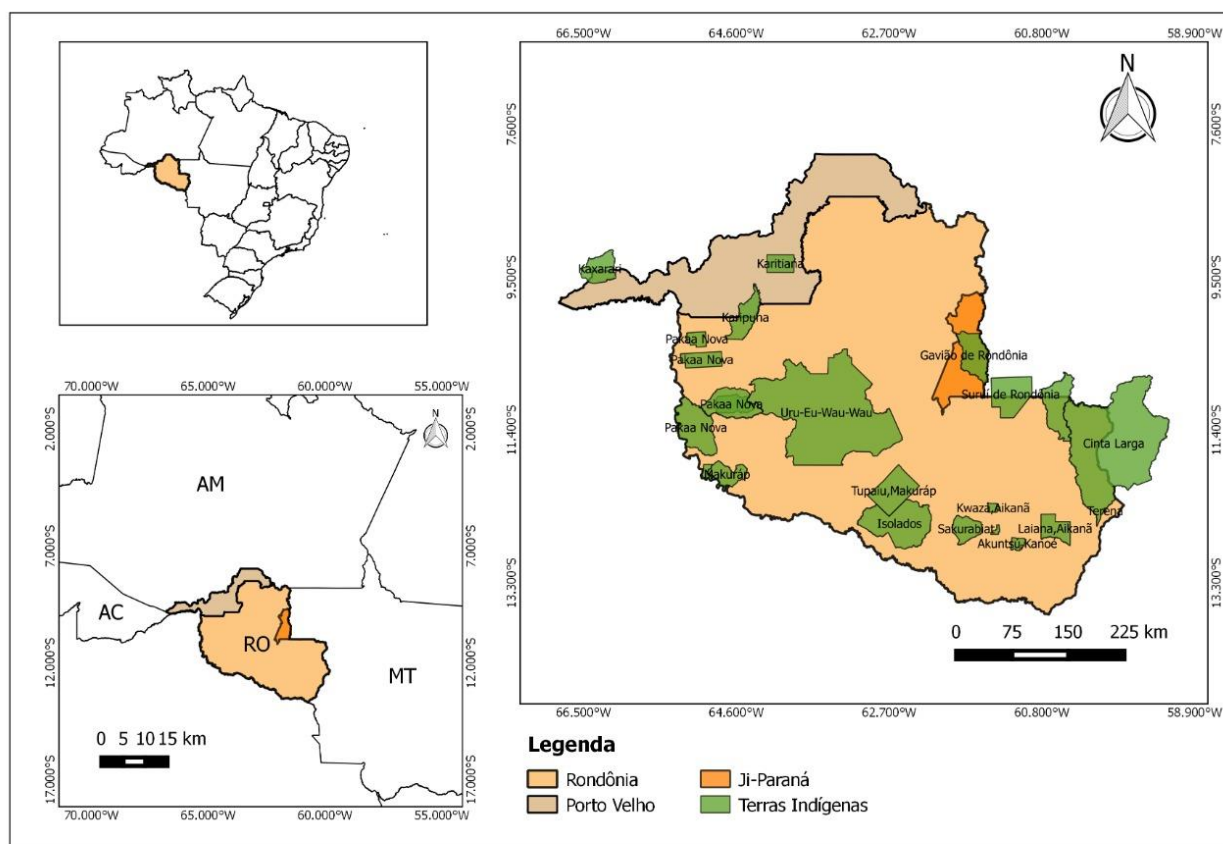 66.500°W 64.600°W 62.700°W 60.800°W 58.900°W
N
7.600°S 7.600°S
9.500°S 9.500°S
11.400°S 11.400°S
13.300°S 13.300°S
Kaxarari
Karitiana
Karipuna
Pakaa Nova
Pakaa Nova
Gavião de Rondônia
Suruí de Rondônia
Pakaa Nova
Uru-Eu-Wau-Wau
Pakaa Nova
Cinta Larga
Makuráp
Tupaiu,Makuráp
Kwaza,Aikanã
Terena
Isolados
Laiana,Aikanã
Akuntsu,Kanoé
0 75 150 225 km
66.500°W 64.600°W 62.700°W 60.800°W 58.900°W
70.000°W 65.000°W 60.000°W 55.000°W
N
2.000°S 2.000°S
7.000°S 7.000°S
12.000°S 12.000°S
17.000°S 17.000°S
AM
AC
RO
MT
0 5 10 15 km
70.000°W 65.000°W 60.000°W 55.000°W
Legenda
Rondônia
Porto Velho
Ji-Paraná
Terras Indígenas